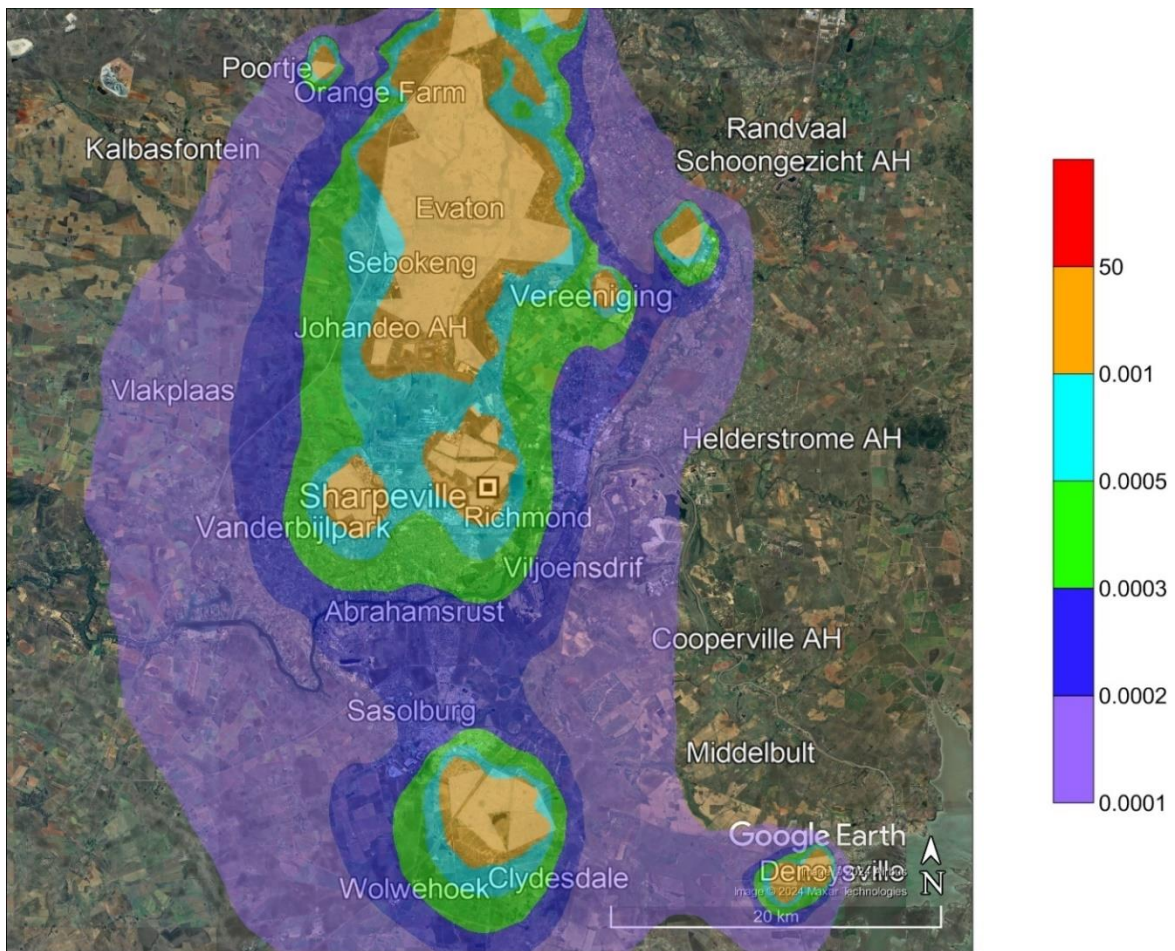 Poortje
Orange Farm
Randvaal
Schoongezicht AH
Kalbasfontein
Evaton
Sebokeng
Vereeniging
Johandeo AH
Vlakplaas
Helderstrome AH
Sharpeville
Vanderbijlpark
Richmond
Viljoensdrif
Abrahamsrust
Cooperville AH
Sasolburg
Middelbult
Google Earth
Image © 2024 Maxar Technologies
Wolwehoek
Clydesdale
N
20 km
50
0.001
0.0005
0.0003
0.0002
0.0001